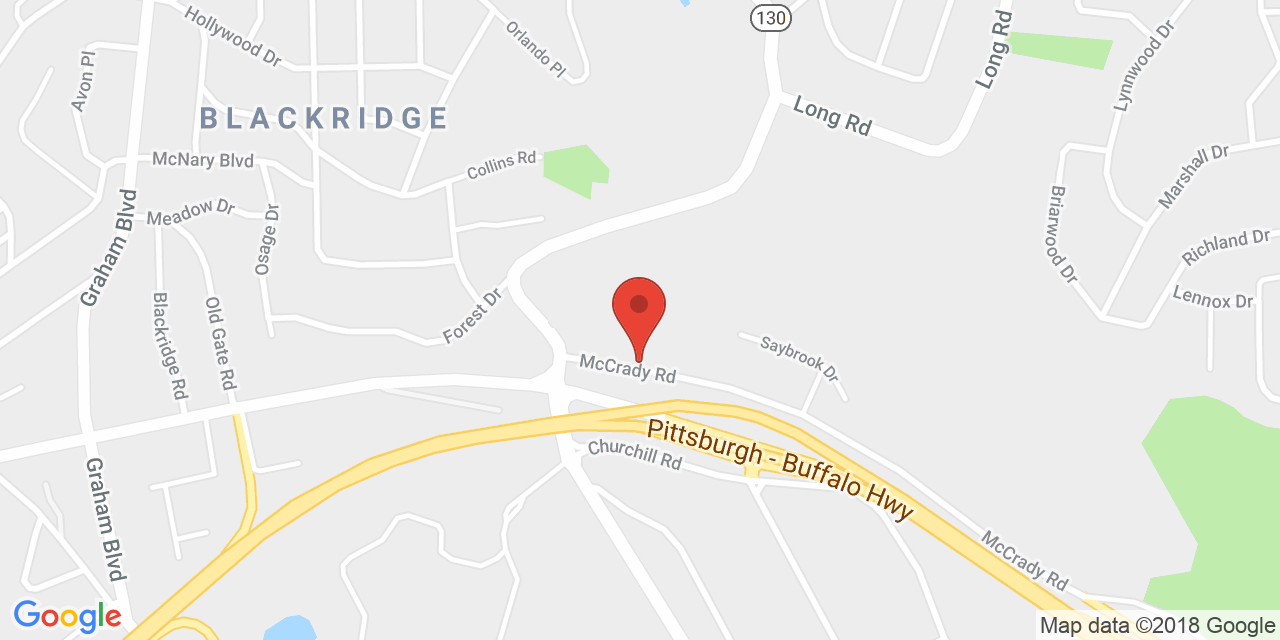 130
Hollywood Dr
Orlando Pl
Long Rd
Avon Pl
Lynnwood Dr
BLACKRIDGE
Long Rd
McNary Blvd
Collins Rd
Marshall Dr
Meadow Dr
Osage Dr
Graham Blvd
Briarwood Dr
Richland Dr
Lennox Dr
Blackridge Rd
Old Gate Rd
Forest Dr
Saybrook Dr
McCrady Rd
Churchill Rd
Pittsburgh - Buffalo Hwy
Graham Blvd
McCrady Rd
Google
Map data ©2018 Google